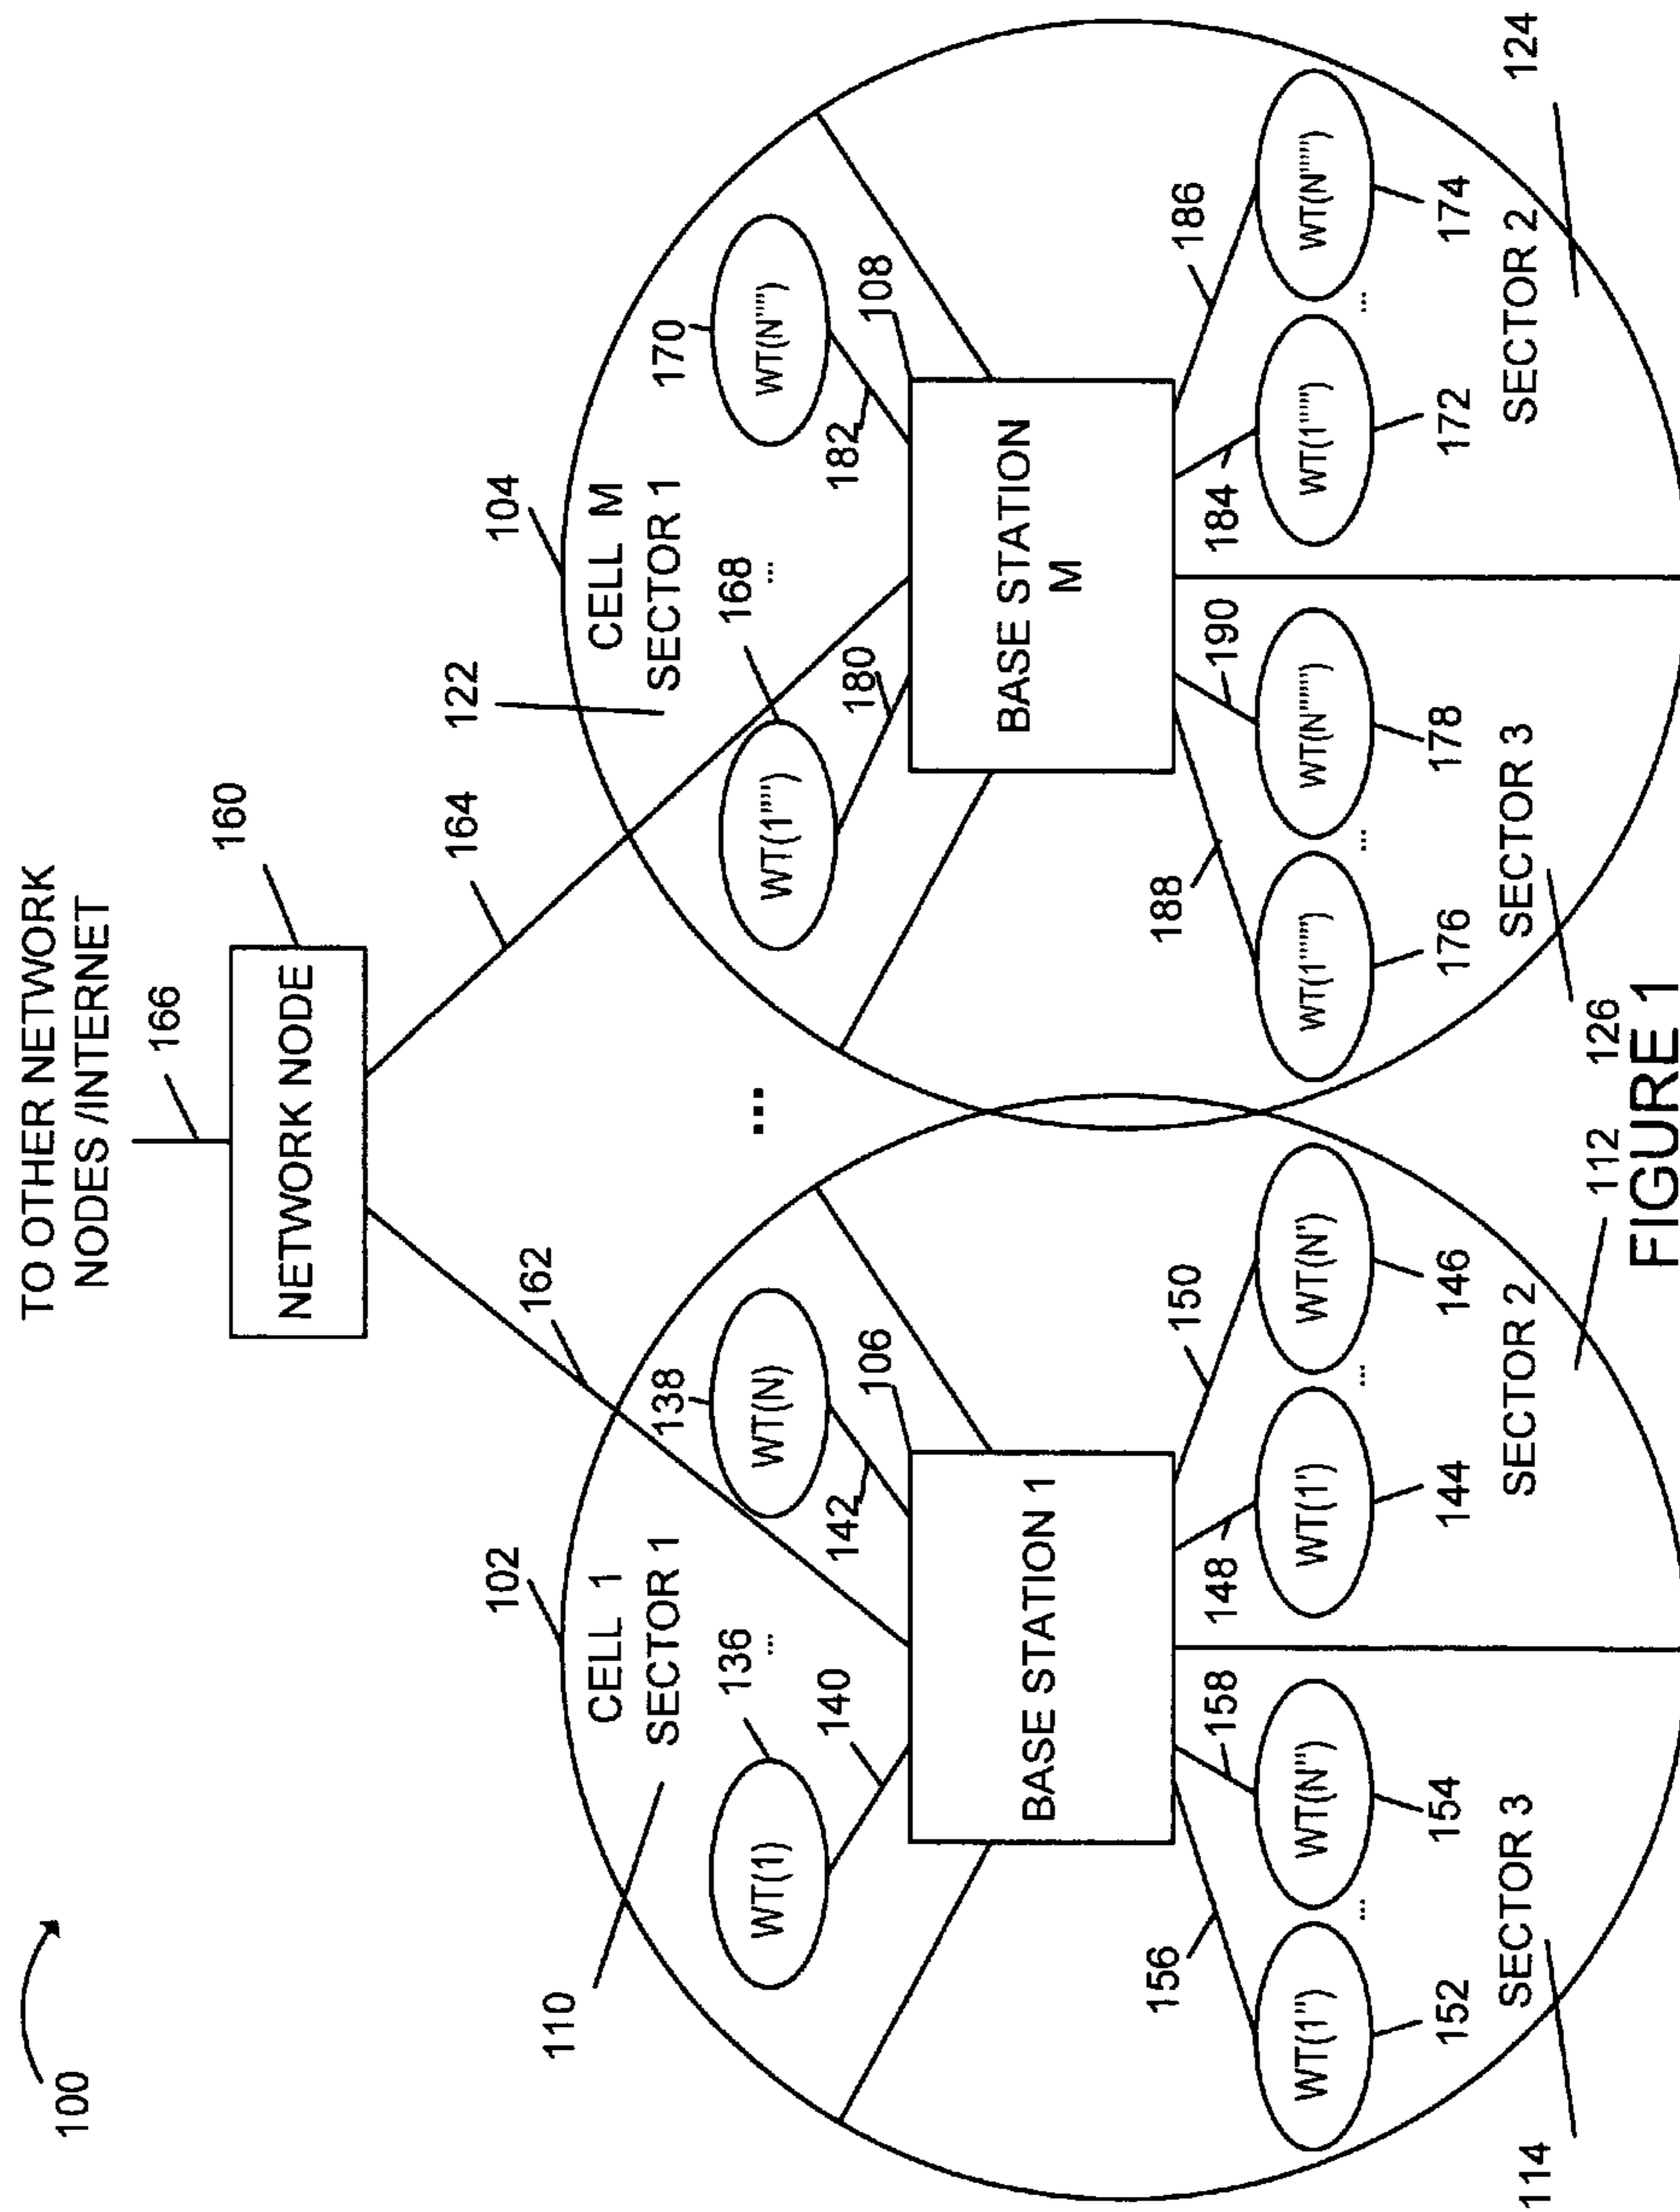 100
TO OTHER NETWORK
NODES /INTERNET
166
NETWORK NODE
160
162
164
110
102
CELL 1
SECTOR 1
WT(1)
136
...
138
WT(N)
140
142
106
BASE STATION 1
156
158
148
150
WT(1'')
...
WT(N'')
WT(1')
...
WT(N')
152
154
144
146
SECTOR 3
SECTOR 2
114
112
...
122
104
CELL M
SECTOR 1
WT(1'''')
168
...
170
WT(N'''')
180
182
108
BASE STATION
M
188
190
184
186
WT(1'''''')
...
WT(N'''''')
WT(1''''')
...
WT(N''''')
176
178
172
174
SECTOR 3
SECTOR 2
126
124
FIGURE 1